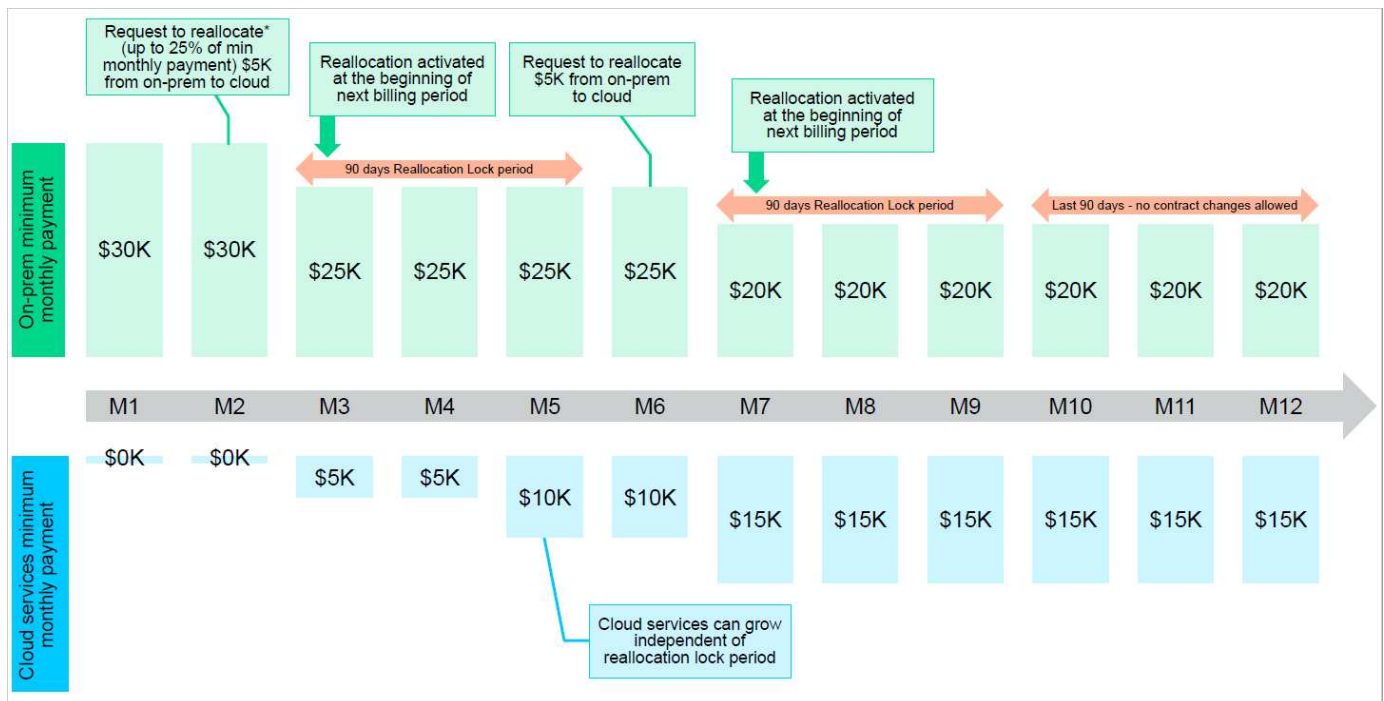 Request to reallocate*
(up to 25% of min
monthly payment) $5K
from on-prem to cloud
Reallocation activated
at the beginning of
next billing period
Request to reallocate
$5K from on-prem
to cloud
Reallocation activated
at the beginning of
next billing period
90 days Reallocation Lock period
90 days Reallocation Lock period
Last 90 days - no contract changes allowed
On-prem minimum
monthly payment
$30K $30K $25K $25K $25K $25K $20K $20K $20K $20K $20K $20K
M1 M2 M3 M4 M5 M6 M7 M8 M9 M10 M11 M12
Cloud services minimum
monthly payment
$0K $0K $5K $5K $10K $10K $15K $15K $15K $15K $15K $15K
Cloud services can grow
independent of
reallocation lock period